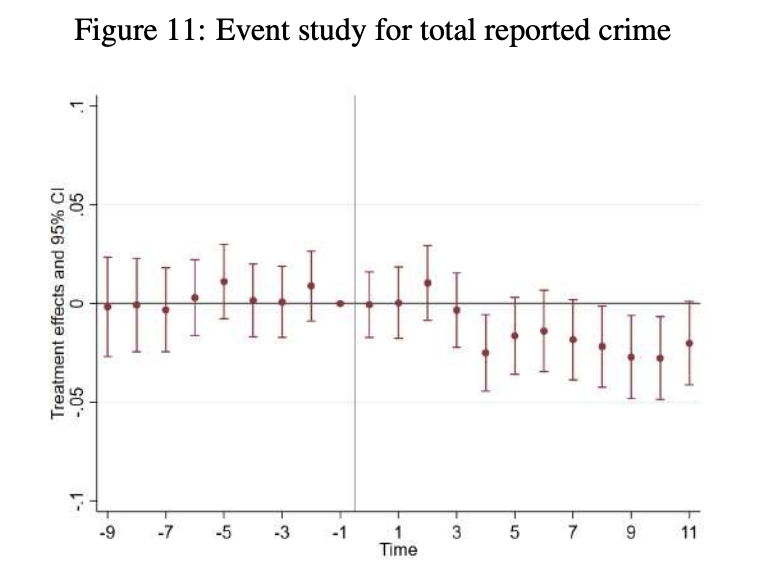 Figure 11: Event study for total reported crime
Treatment effects and 95% CI
.1
.05
0
-.05
-.1
-9 -7 -5 -3 -1 1 3 5 7 9 11
Time